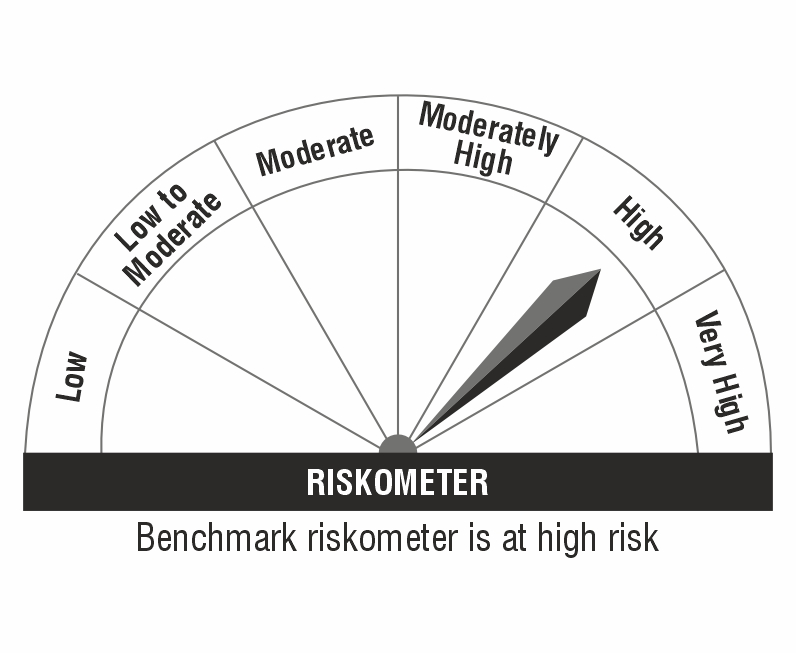 Low
Low to
Moderate
Moderate
Moderately
High
High
Very High
RISKOMETER
Benchmark riskometer is at high risk